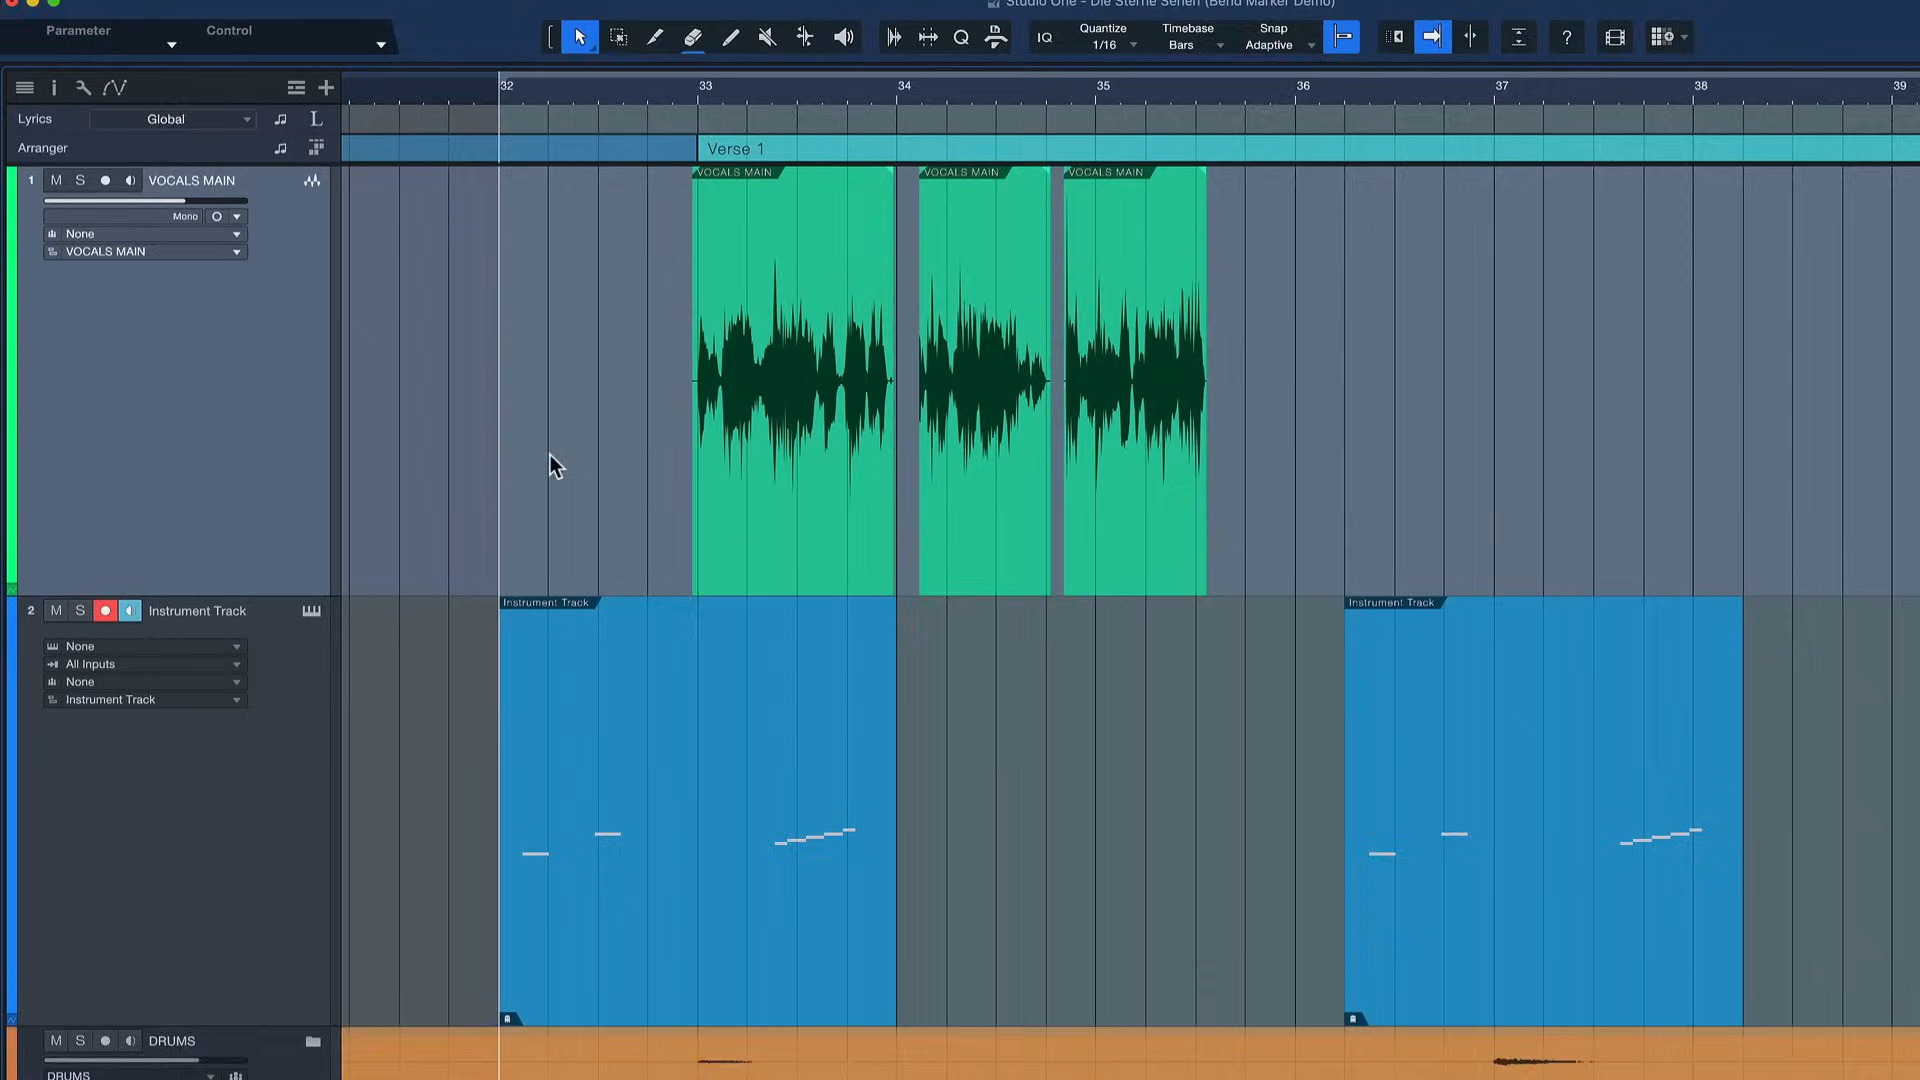 Studio One - Die Sterne Sehen (Bend Marker Demo)
Parameter
Control
IQ
Quantize
1/16
Timebase
Bars
Snap
Adaptive
?
32
33
34
35
36
37
38
39
Lyrics
Global
L
Arranger
Verse 1
1
M
S
VOCALS MAIN
Mono
None
VOCALS MAIN
VOCALS MAIN
VOCALS MAIN
VOCALS MAIN
2
M
S
Instrument Track
None
All Inputs
None
Instrument Track
Instrument Track
Instrument Track
M
S
DRUMS
DRUMS